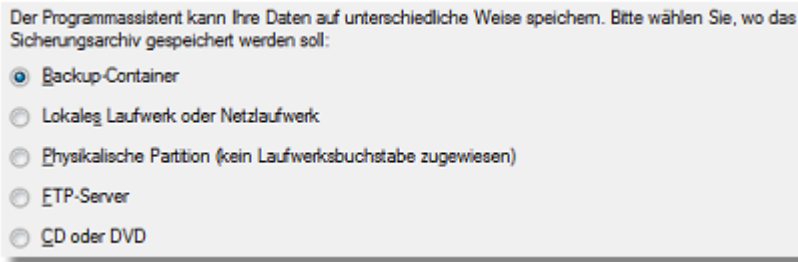 Der Programmassistent kann Ihre Daten auf unterschiedliche Weise speichern. Bitte wählen Sie, wo das
Sicherungsarchiv gespeichert werden soll:
Backup-Container
Lokales Laufwerk oder Netzlaufwerk
Physikalische Partition (kein Laufwerksbuchstabe zugewiesen)
FTP-Server
CD oder DVD